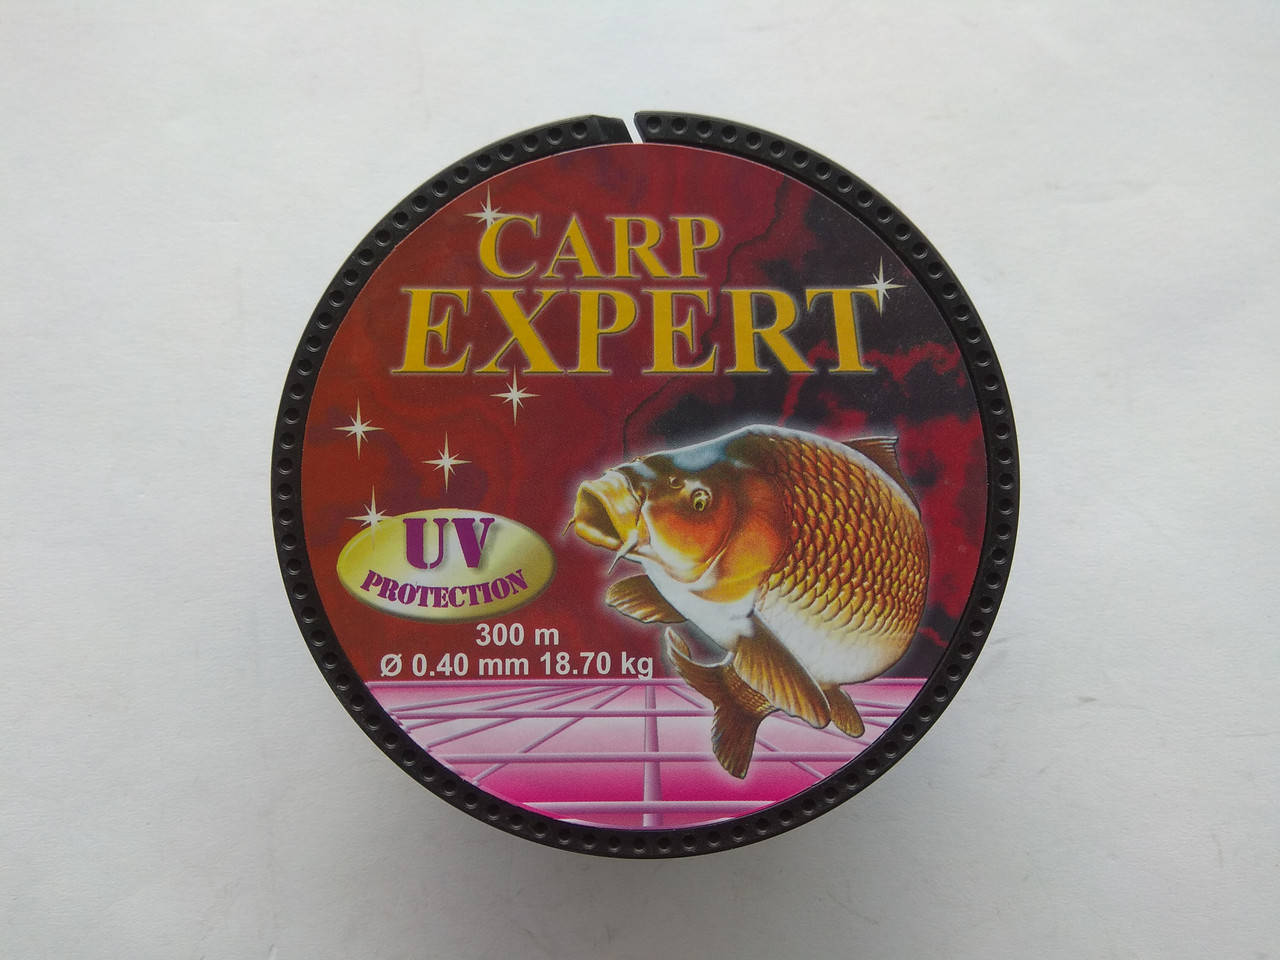 CARP
EXPERT
UV
PROTECTION
300 m
Ø 0.40 mm 18.70 kg